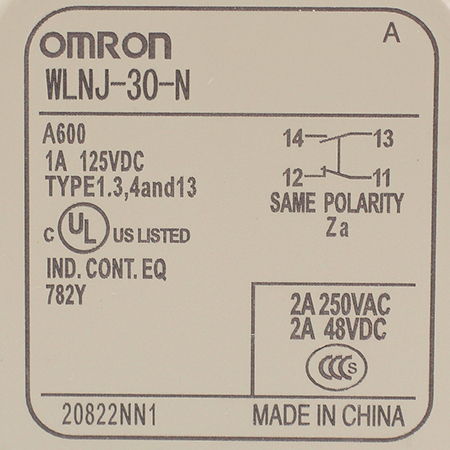 A
OMRON
WLNJ-30-N
A600
1A 125VDC
TYPE1.3,4and13
14 13
12 11
SAME POLARITY
Za
C UL US LISTED
IND. CONT. EQ
782Y
2A 250VAC
2A 48VDC
CCC S
20822NN1
MADE IN CHINA